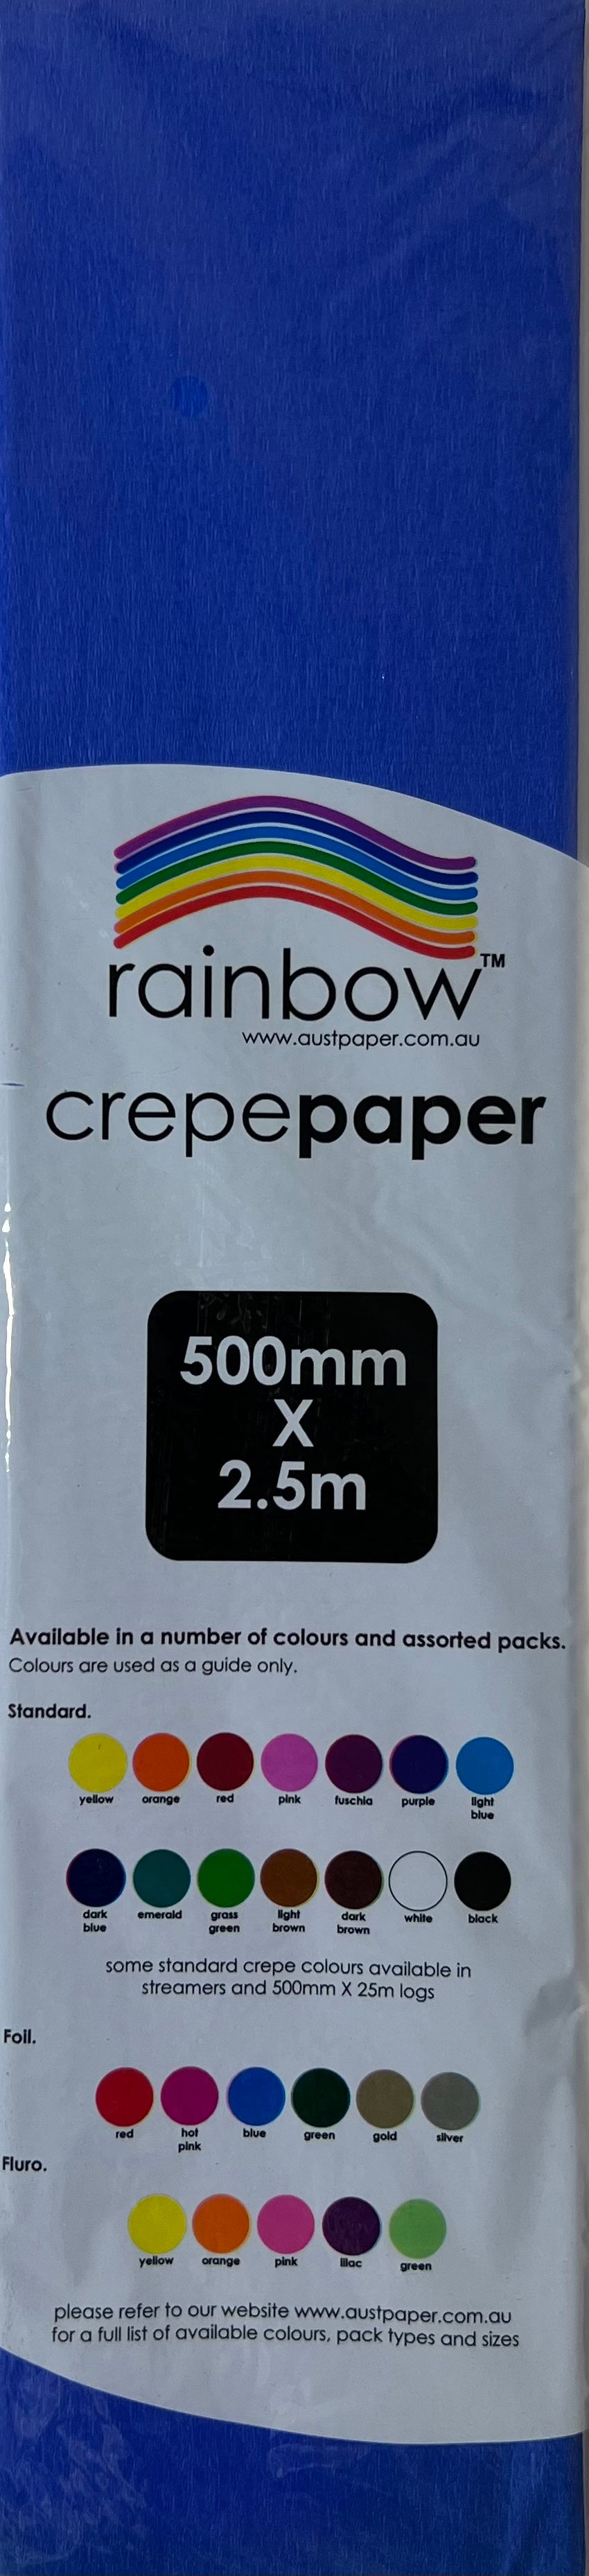 rainbow™
www.austpaper.com.au
crepepaper
500mm
X
2.5m
Available in a number of colours and assorted packs.
Colours are used as a guide only.
Standard.
yellow orange red pink fuschia purple light blue
dark blue emerald grass green light brown dark brown white black
some standard crepe colours available in
streamers and 500mm X 25m logs
Foil.
red hot pink blue green gold silver
Fluro.
yellow orange pink lilac green
please refer to our website www.austpaper.com.au
for a full list of available colours, pack types and sizes